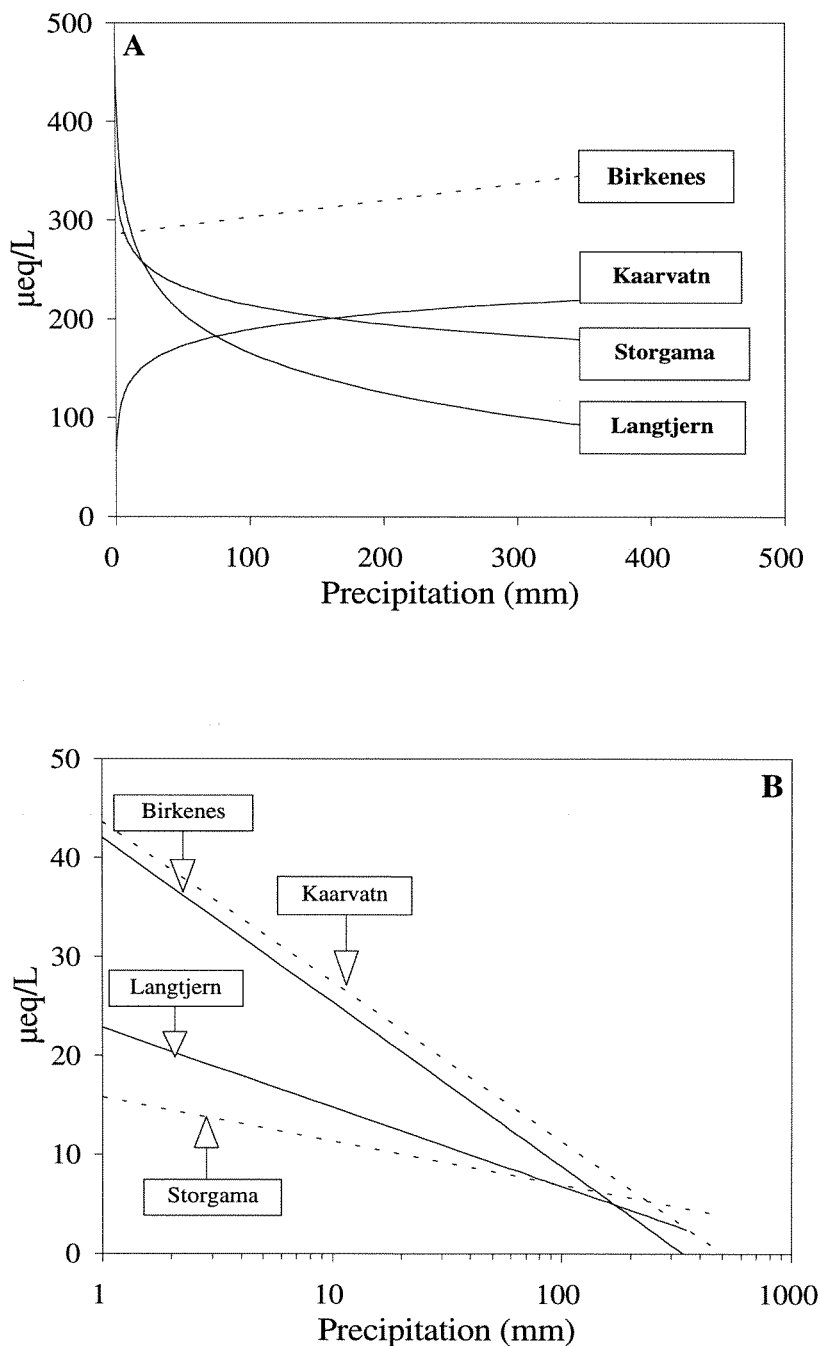 A
500
400
300
200
100
0
µeq/L
Birkenes
Kaarvatn
Storgama
Langtjern
0 100 200 300 400 500
Precipitation (mm)
B
50
40
30
20
10
0
µeq/L
Birkenes
Kaarvatn
Langtjern
Storgama
1 10 100 1000
Precipitation (mm)